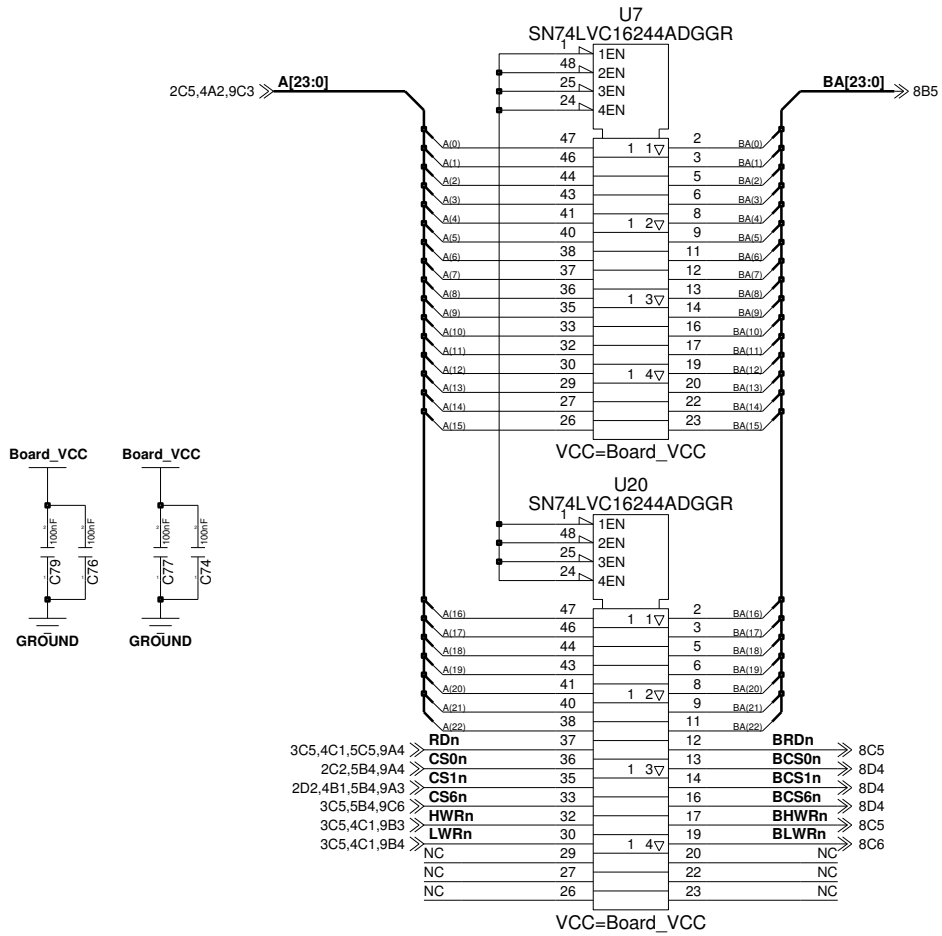 U7
SN74LVC16244ADGGR
1 1EN
48 2EN
25 3EN
24 4EN
2C5,4A2,9C3 A[23:0] BA[23:0] 8B5
A(0) 47 1 1▽ 2 BA(0)
A(1) 46 3 BA(1)
A(2) 44 5 BA(2)
A(3) 43 6 BA(3)
A(4) 41 1 2▽ 8 BA(4)
A(5) 40 9 BA(5)
A(6) 38 11 BA(6)
A(7) 37 12 BA(7)
A(8) 36 1 3▽ 13 BA(8)
A(9) 35 14 BA(9)
A(10) 33 16 BA(10)
A(11) 32 17 BA(11)
A(12) 30 1 4▽ 19 BA(12)
A(13) 29 20 BA(13)
A(14) 27 22 BA(14)
A(15) 26 23 BA(15)
VCC=Board_VCC
Board_VCC Board_VCC
2 100nF 2 100nF 2 100nF 2 100nF
1 C79 1 C76 1 C77 1 C74
GROUND GROUND
U20
SN74LVC16244ADGGR
1 1EN
48 2EN
25 3EN
24 4EN
A(16) 47 1 1▽ 2 BA(16)
A(17) 46 3 BA(17)
A(18) 44 5 BA(18)
A(19) 43 6 BA(19)
A(20) 41 1 2▽ 8 BA(20)
A(21) 40 9 BA(21)
A(22) 38 11 BA(22)
3C5,4C1,5C5,9A4 RDn 37 12 BRDn 8C5
2C2,5B4,9A4 CS0n 36 1 3▽ 13 BCS0n 8D4
2D2,4B1,5B4,9A3 CS1n 35 14 BCS1n 8D4
3C5,5B4,9C6 CS6n 33 16 BCS6n 8D4
3C5,4C1,9B3 HWRn 32 17 BHWRn 8C5
3C5,4C1,9B4 LWRn 30 1 4▽ 19 BLWRn 8C6
NC 29 20 NC
NC 27 22 NC
NC 26 23 NC
VCC=Board_VCC